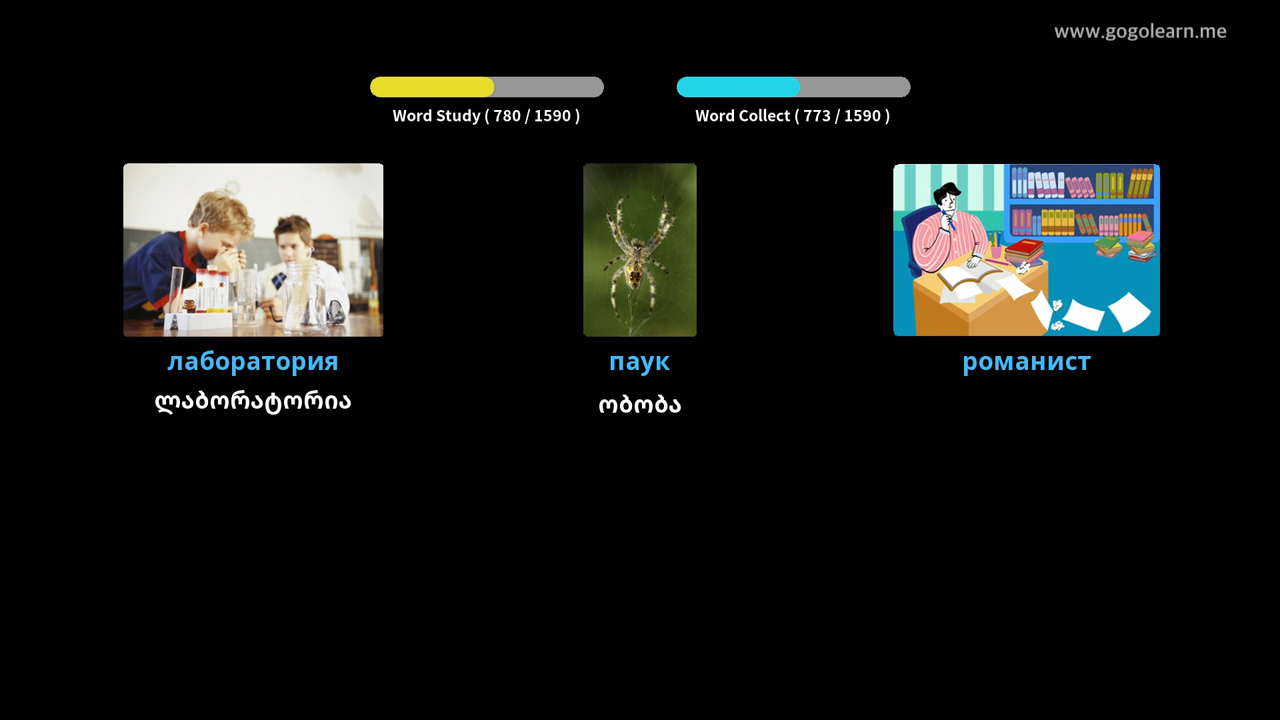 www.gogolearn.me
Word Study ( 780 / 1590 )
Word Collect ( 773 / 1590 )
лаборатория
паук
романист
ლაბორატორია
ობობა